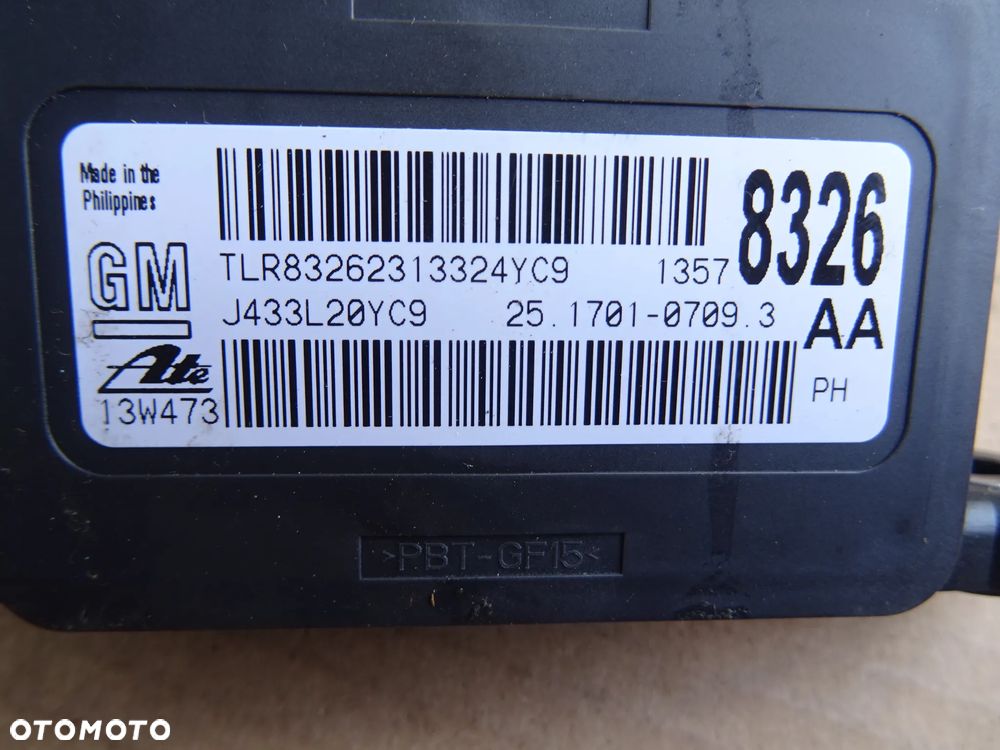 Made in the
Philippines
GM
TLR83262313324YC9 1357 8326
J433L20YC9 25.1701-0709.3 AA
Ate
13W473
PH
>PBT-GF15<
OTOMOTO